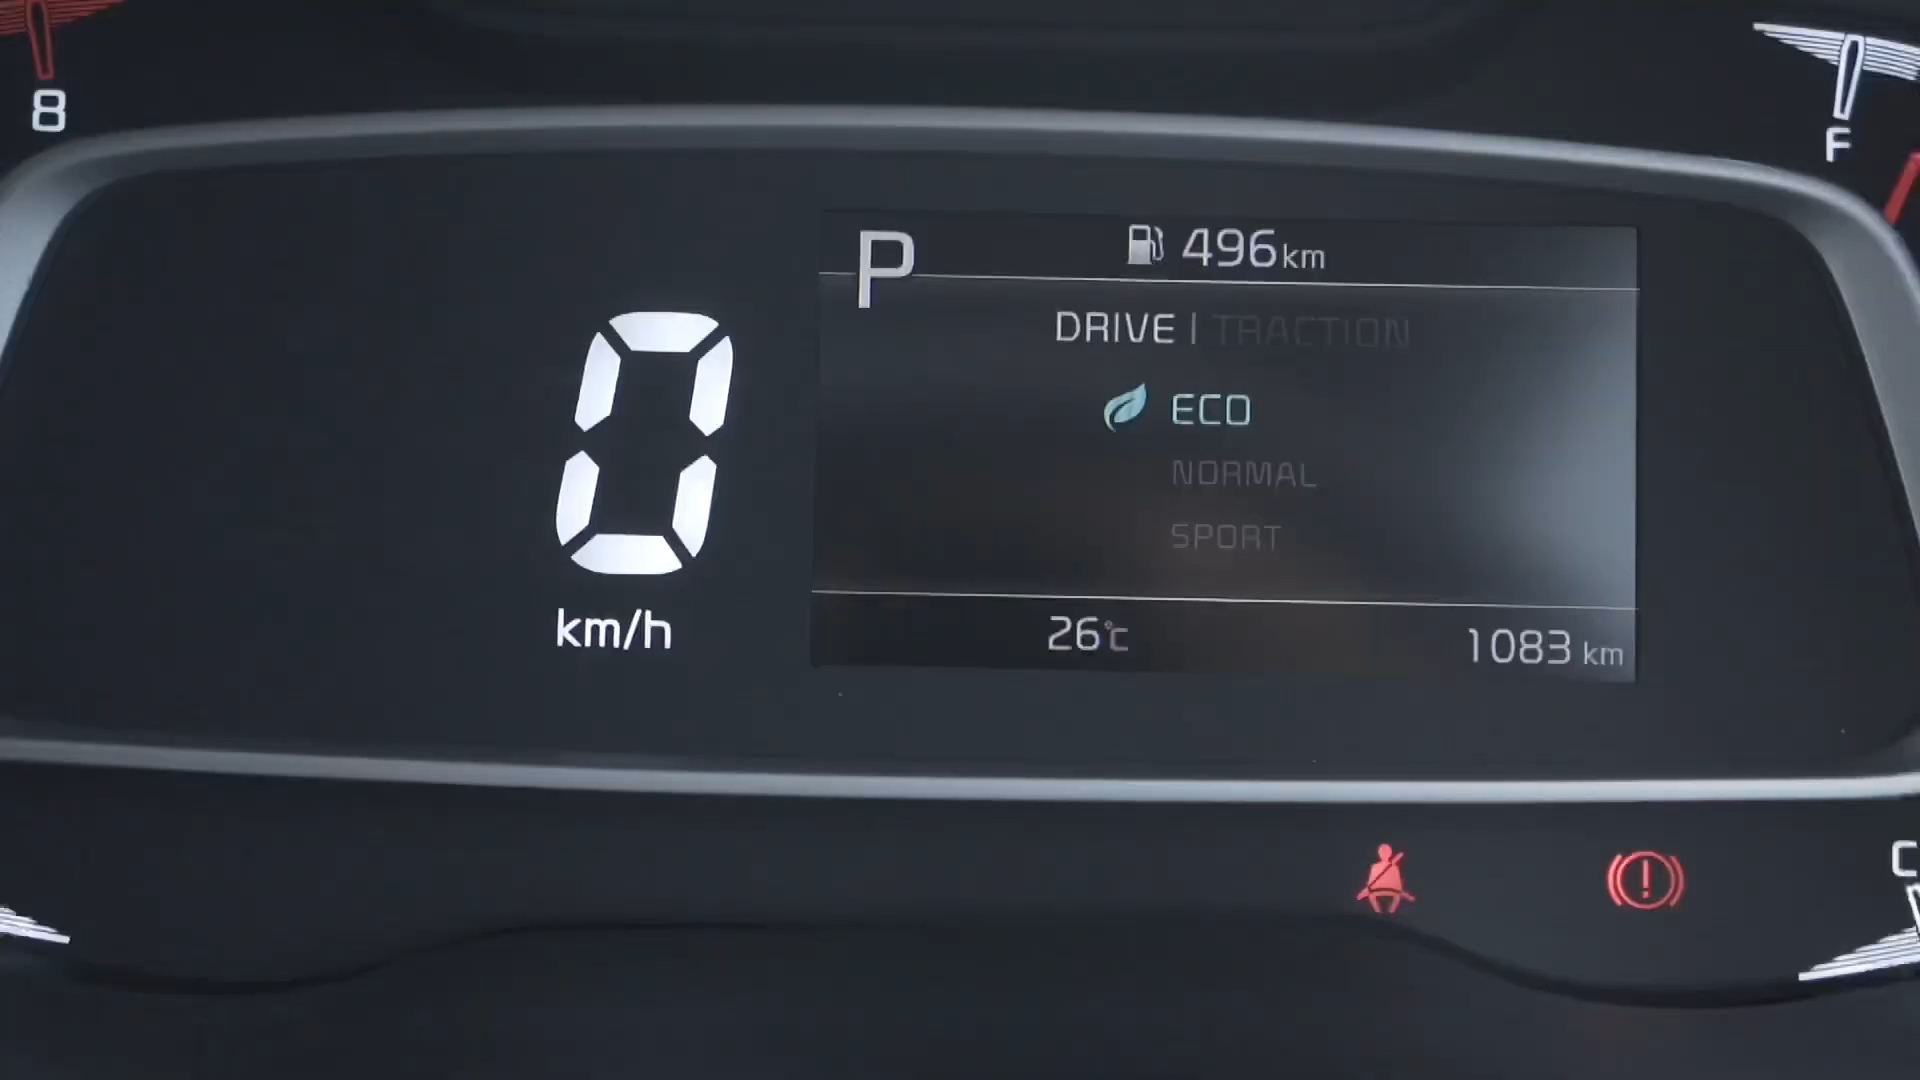 8
F
P
496km
DRIVE | TRACTION
ECO
NORMAL
SPORT
0
km/h
26°C
1083 km
C